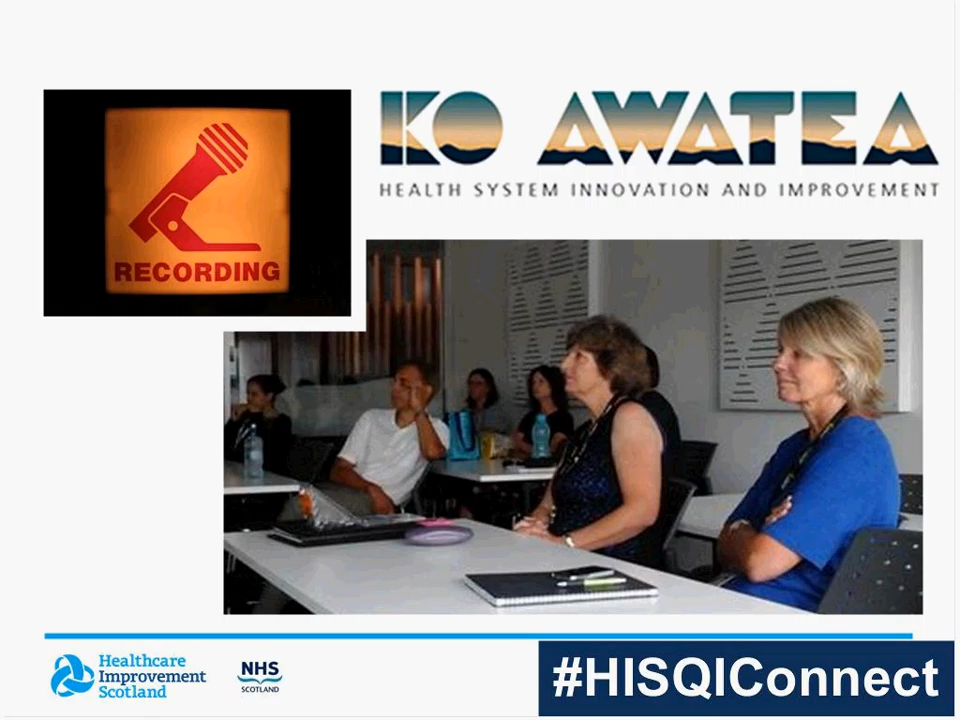 RECORDING
KO AWATEA
HEALTH SYSTEM INNOVATION AND IMPROVEMENT
Healthcare
Improvement
Scotland
NHS
SCOTLAND
#HISQIConnect